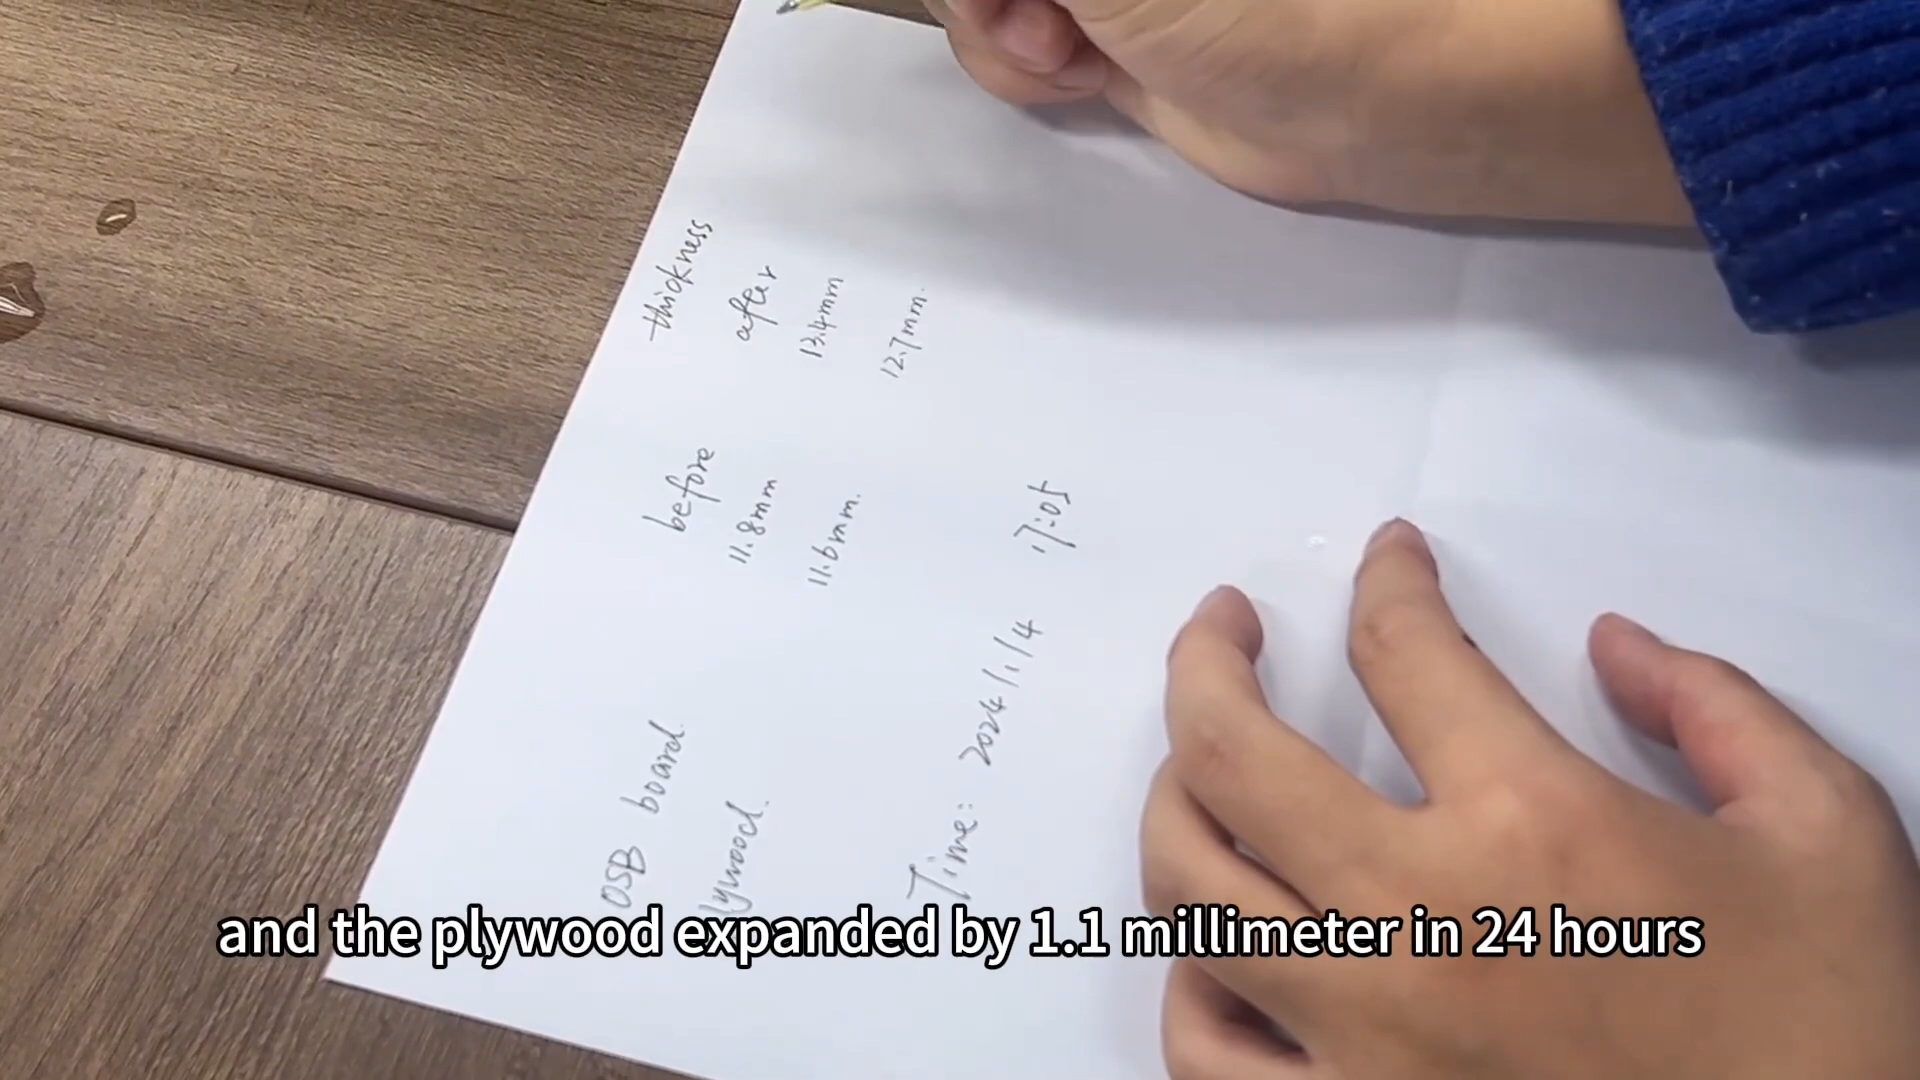 thickness
before after
OSB board 11.8mm 13.4mm
lywood. 11.6mm. 12.7mm.
Time: 2024/1/4 17:05
and the plywood expanded by 1.1 millimeter in 24 hours